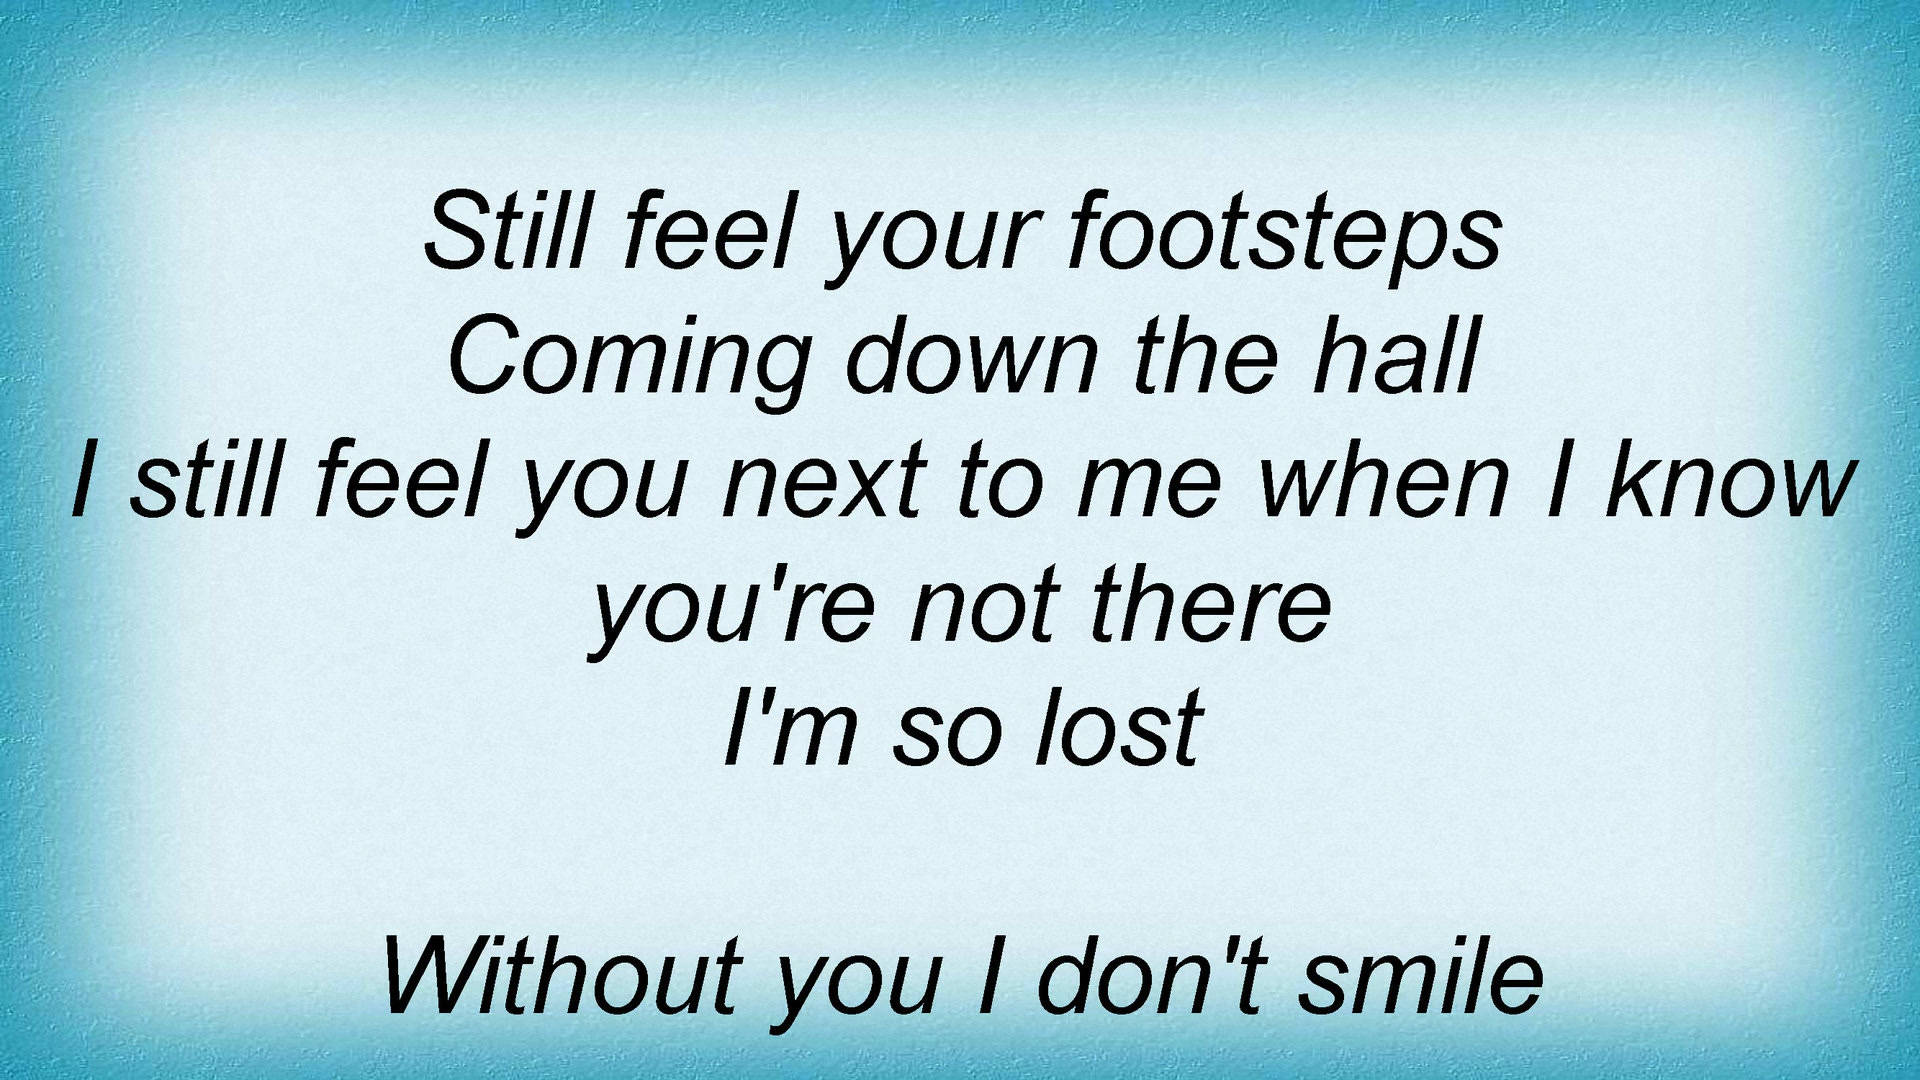 Still feel your footsteps
Coming down the hall
I still feel you next to me when I know
you're not there
I'm so lost
Without you I don't smile